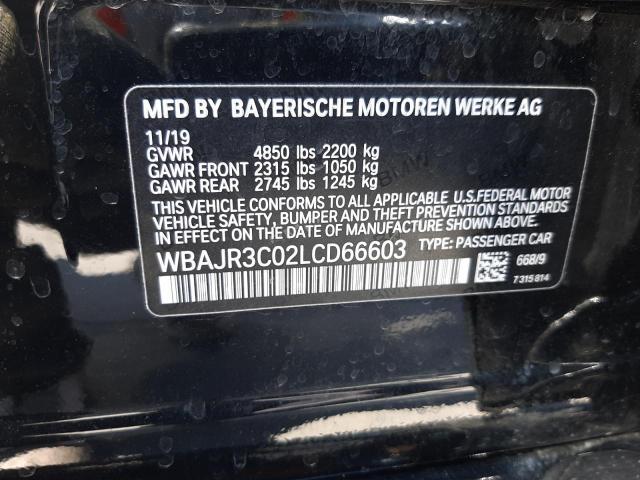 MFD BY BAYERISCHE MOTOREN WERKE AG
11/19
GVWR 4850 lbs 2200 kg
GAWR FRONT 2315 lbs 1050 kg
GAWR REAR 2745 lbs 1245 kg
THIS VEHICLE CONFORMS TO ALL APPLICABLE U.S.FEDERAL MOTOR
VEHICLE SAFETY, BUMPER AND THEFT PREVENTION STANDARDS
IN EFFECT ON THE DATE OF MANUFACTURE SHOWN ABOVE.
WBAJR3C02LCD66603 TYPE: PASSENGER CAR
668/9
7315814